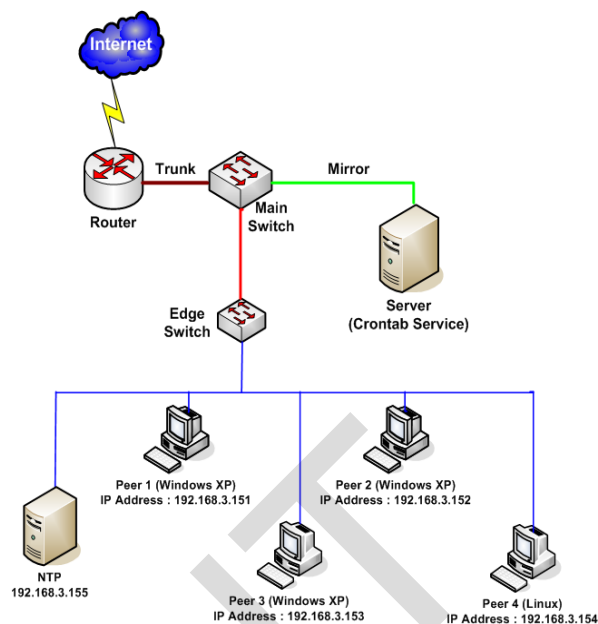 Internet
Trunk
Mirror
Router
Main
Switch
Edge
Switch
Server
(Crontab Service)
Peer 1 (Windows XP)
IP Address : 192.168.3.151
Peer 2 (Windows XP)
IP Address : 192.168.3.152
NTP
192.168.3.155
Peer 3 (Windows XP)
IP Address : 192.168.3.153
Peer 4 (Linux)
IP Address : 192.168.3.154